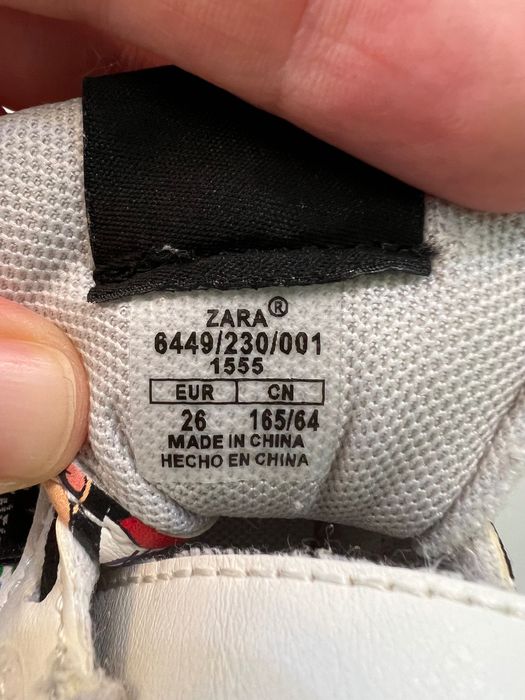 ZARA®
6449/230/001
1555
EUR CN
26 165/64
MADE IN CHINA
HECHO EN CHINA